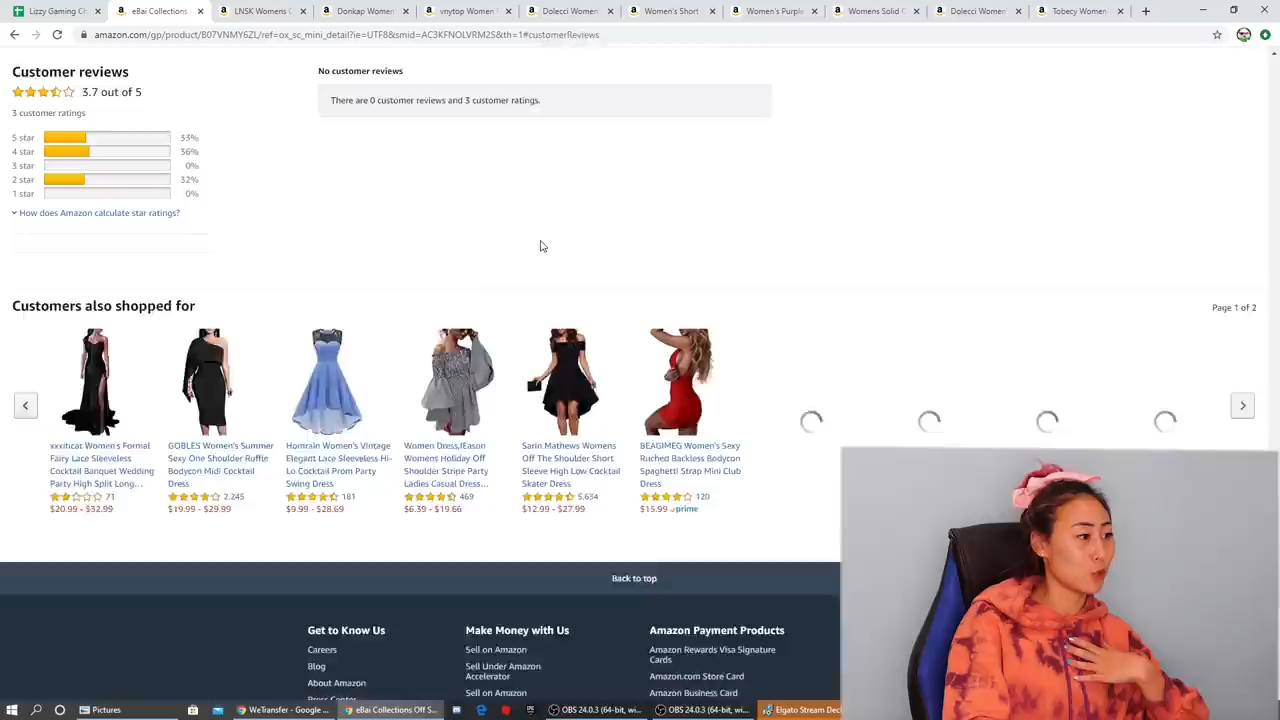 Lizzy Gaming Ch
eBai Collections
LNSK Womens
Donkap Women
vnytop Women
Dolecci Women
Women's Short
Women's Purple
Womens Solid C
Dolecci Women
Tobecy Women
amazon.com/gp/product/B07VNMY6ZL/ref=ox_sc_mini_detail?ie=UTF8&smid=AC3KFNOLVRM2S&th=1#customerReviews
Customer reviews
3.7 out of 5
3 customer ratings
5 star 33%
4 star 36%
3 star 0%
2 star 32%
1 star 0%
How does Amazon calculate star ratings?
No customer reviews
There are 0 customer reviews and 3 customer ratings.
Customers also shopped for
Page 1 of 2
xxxiticat Women's Formal
Fairy Lace Sleeveless
Cocktail Banquet Wedding
Party High Split Long...
71
$20.99 - $32.99
GOBLES Women's Summer
Sexy One Shoulder Ruffle
Bodycon Midi Cocktail
Dress
2,245
$19.99 - $29.99
Homrain Women's Vintage
Elegant Lace Sleeveless Hi-
Lo Cocktail Prom Party
Swing Dress
181
$9.99 - $28.69
Women Dress,IEason
Womens Holiday Off
Shoulder Stripe Party
Ladies Casual Dress...
469
$6.39 - $19.66
Sarin Mathews Womens
Off The Shoulder Short
Sleeve High Low Cocktail
Skater Dress
5,634
$12.99 - $27.99
BEAGIMEG Women's Sexy
Ruched Backless Bodycon
Spaghetti Strap Mini Club
Dress
120
$15.99 prime
Back to top
Get to Know Us
Careers
Blog
About Amazon
Press Center
Make Money with Us
Sell on Amazon
Sell Under Amazon
Accelerator
Sell on Amazon
Amazon Payment Products
Amazon Rewards Visa Signature
Cards
Amazon.com Store Card
Amazon Business Card
Pictures
WeTransfer - Google ...
eBai Collections Off S...
OBS 24.0.3 (64-bit, wi...
OBS 24.0.3 (64-bit, wi...
Elgato Stream Dec